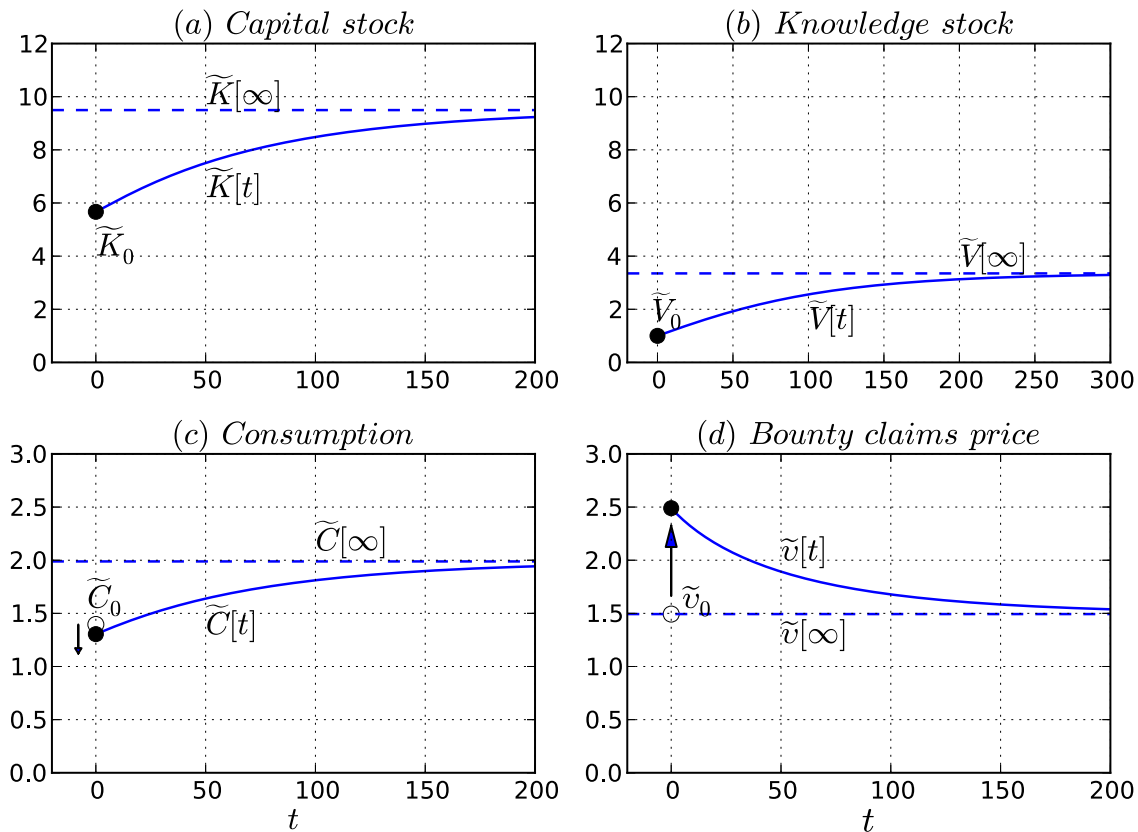 (a) Capital stock
12
10
8
6
4
2
0
K̃[∞]
K̃[t]
K̃₀
0 50 100 150 200
(b) Knowledge stock
12
10
8
6
4
2
0
Ṽ[∞]
Ṽ₀
Ṽ[t]
0 50 100 150 200 250 300
(c) Consumption
3.0
2.5
2.0
1.5
1.0
0.5
0.0
C̃[∞]
C̃₀
C̃[t]
0 50 100 150 200
t
(d) Bounty claims price
3.0
2.5
2.0
1.5
1.0
0.5
0.0
ṽ[t]
ṽ₀
ṽ[∞]
0 50 100 150 200
t